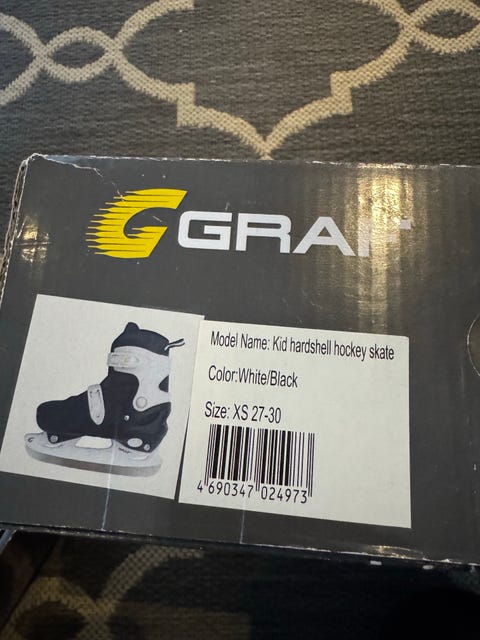 GRAF
Model Name: Kid hardshell hockey skate
Color:White/Black
Size: XS 27-30
4 690347 024973